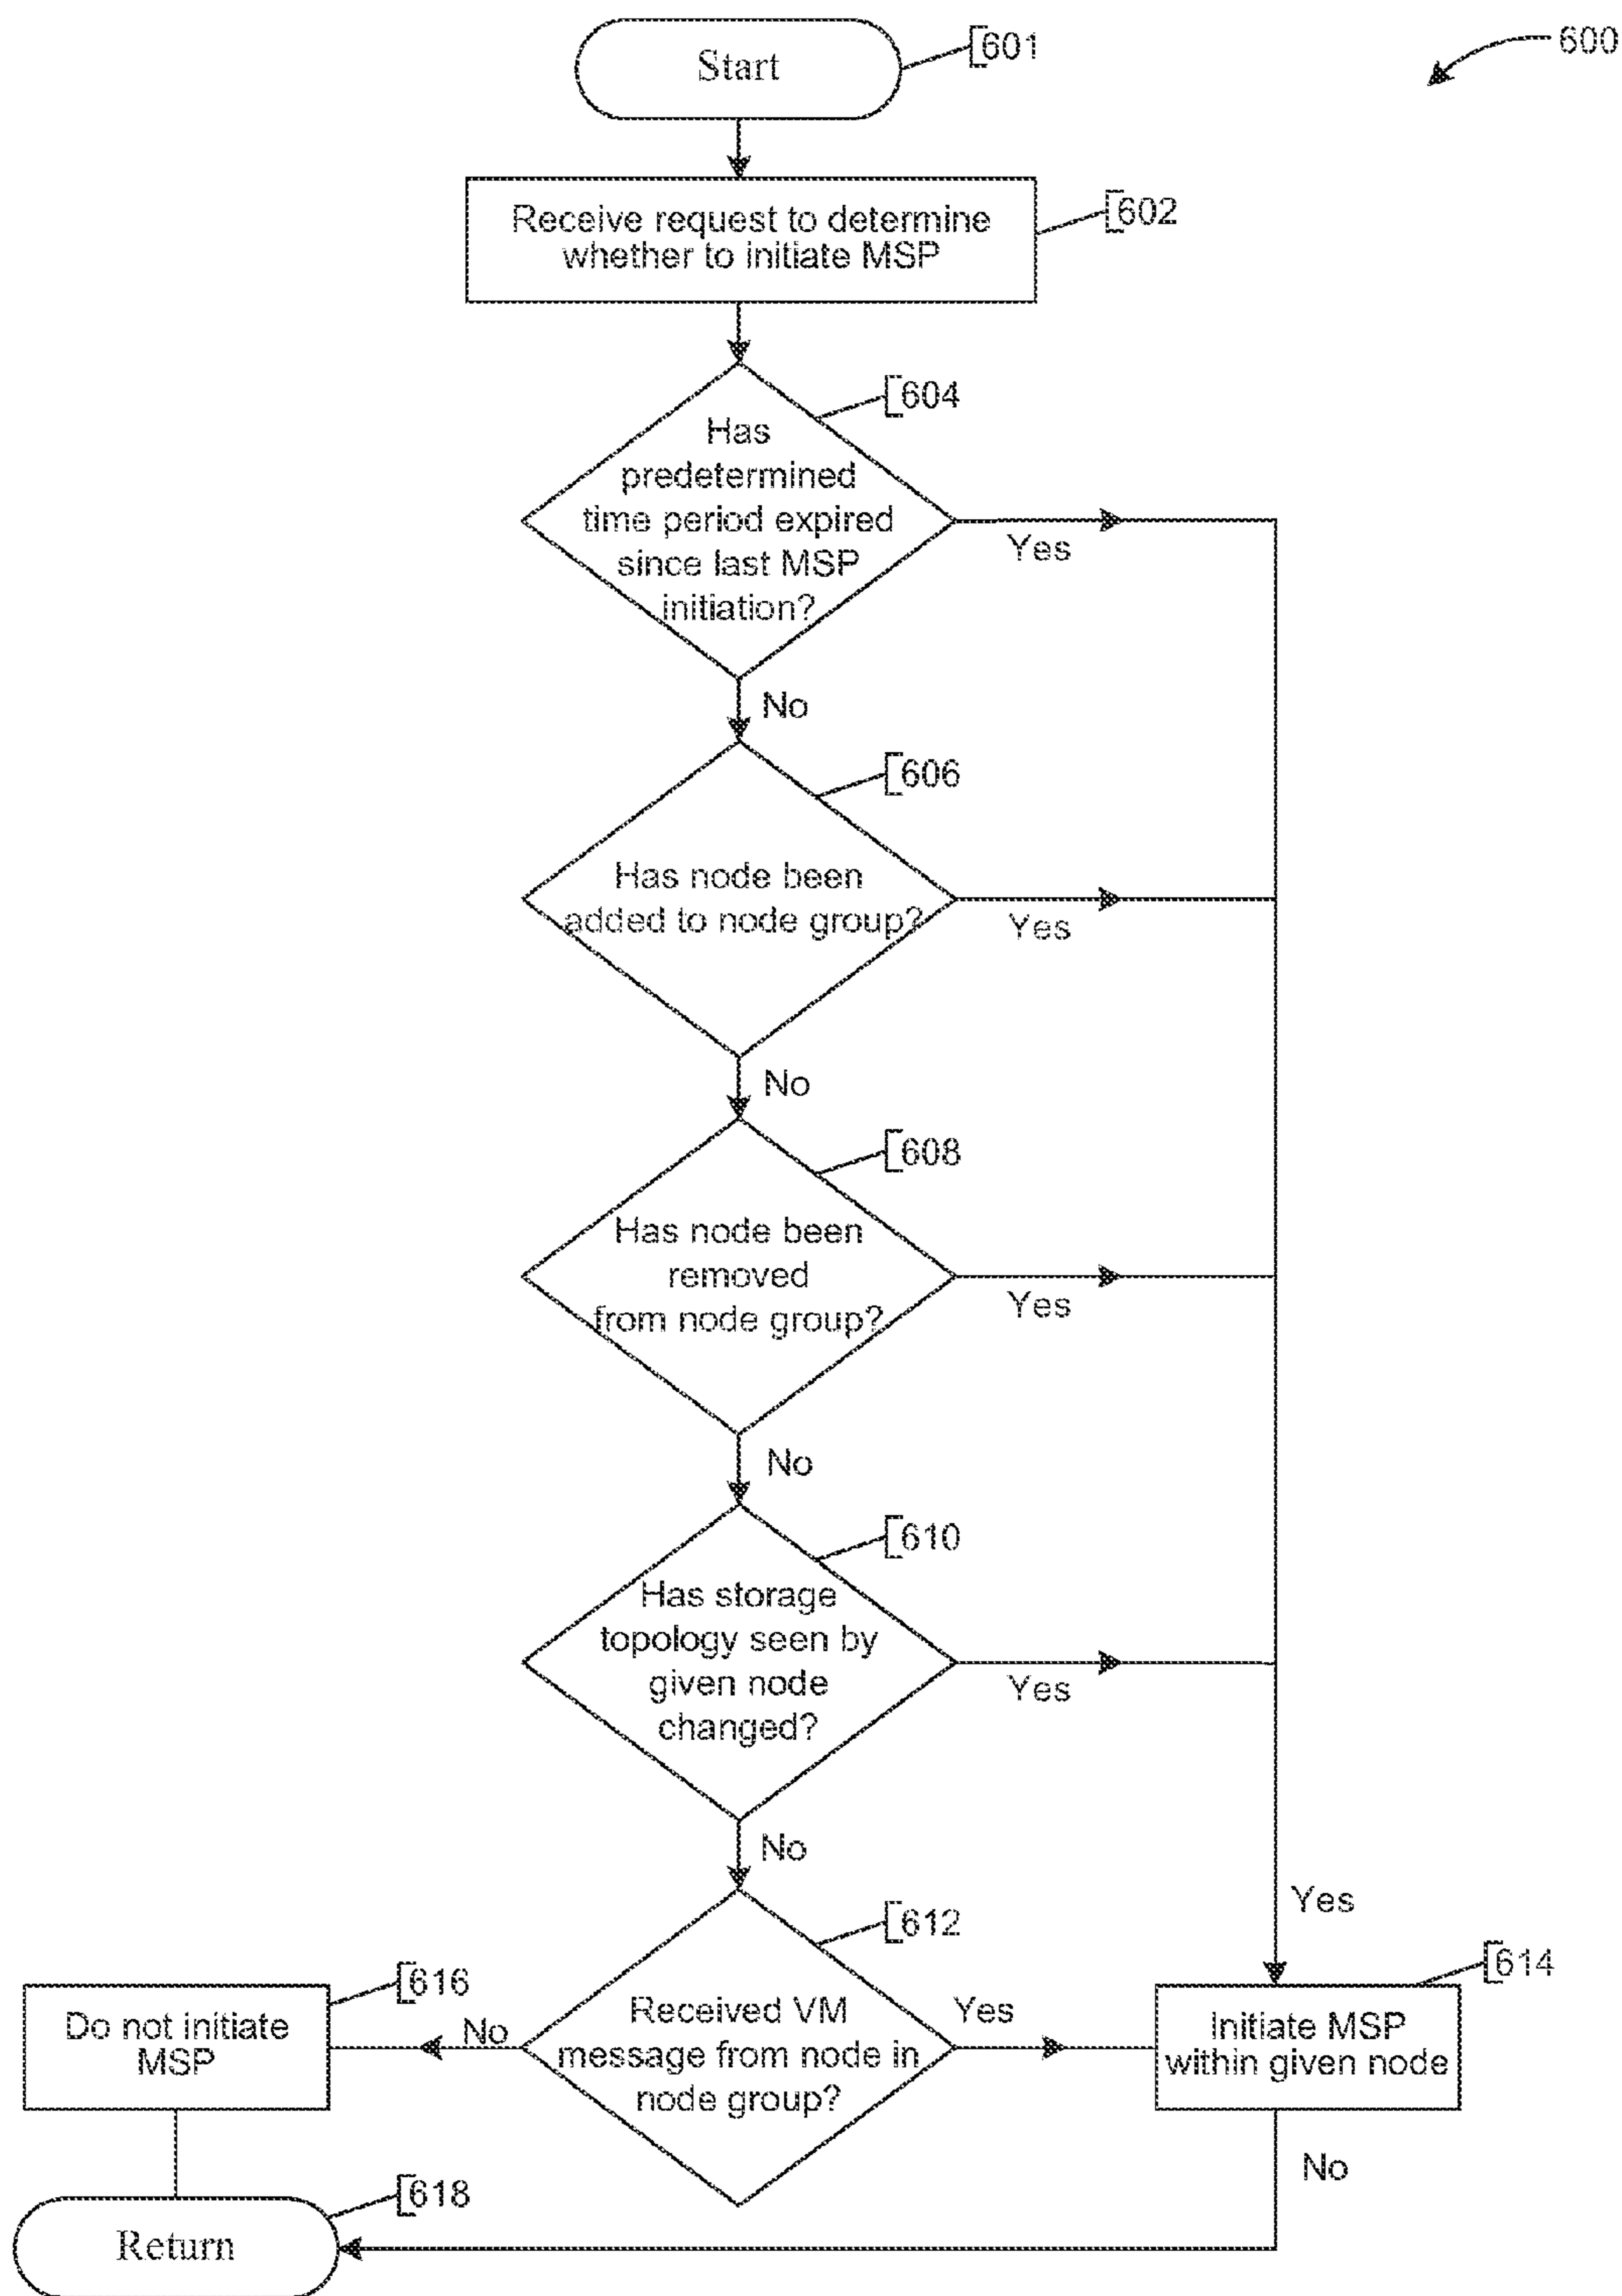 Start
601
600
Receive request to determine
whether to initiate MSP
602
604
Has
predetermined
time period expired
since last MSP
initiation?
Yes
No
606
Has node been
added to node group?
Yes
No
608
Has node been
removed
from node group?
Yes
No
610
Has storage
topology seen by
given node
changed?
Yes
No
Yes
612
Received VM
message from node in
node group?
No
Yes
616
Do not initiate
MSP
614
Initiate MSP
within given node
No
618
Return